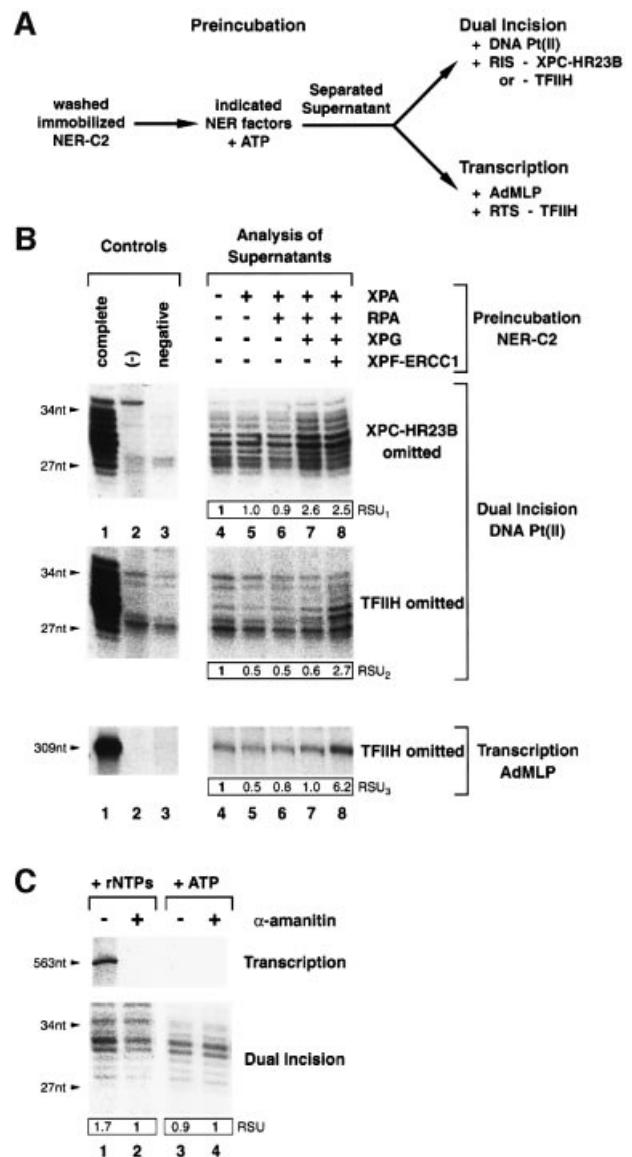 A
Preincubation
Dual Incision
+ DNA Pt(II)
+ RIS - XPC-HR23B
or - TFIIH
washed
immobilized
NER-C2
indicated
NER factors
+ ATP
Separated
Supernatant
Transcription
+ AdMLP
+ RTS - TFIIH
B
Controls
Analysis of
Supernatants
complete
(-)
negative
- + + + + XPA
- - + + + RPA
- - - + + XPG
- - - - + XPF-ERCC1
Preincubation
NER-C2
34nt
27nt
XPC-HR23B
omitted
1 1.0 0.9 2.6 2.5 RSU1
1 2 3 4 5 6 7 8
Dual Incision
DNA Pt(II)
34nt
27nt
TFIIH omitted
1 0.5 0.5 0.6 2.7 RSU2
309nt
TFIIH omitted
Transcription
AdMLP
1 0.5 0.8 1.0 6.2 RSU3
1 2 3 4 5 6 7 8
C
+ rNTPs + ATP
- + - + α-amanitin
563nt
Transcription
34nt
27nt
Dual Incision
1.7 1 0.9 1 RSU
1 2 3 4